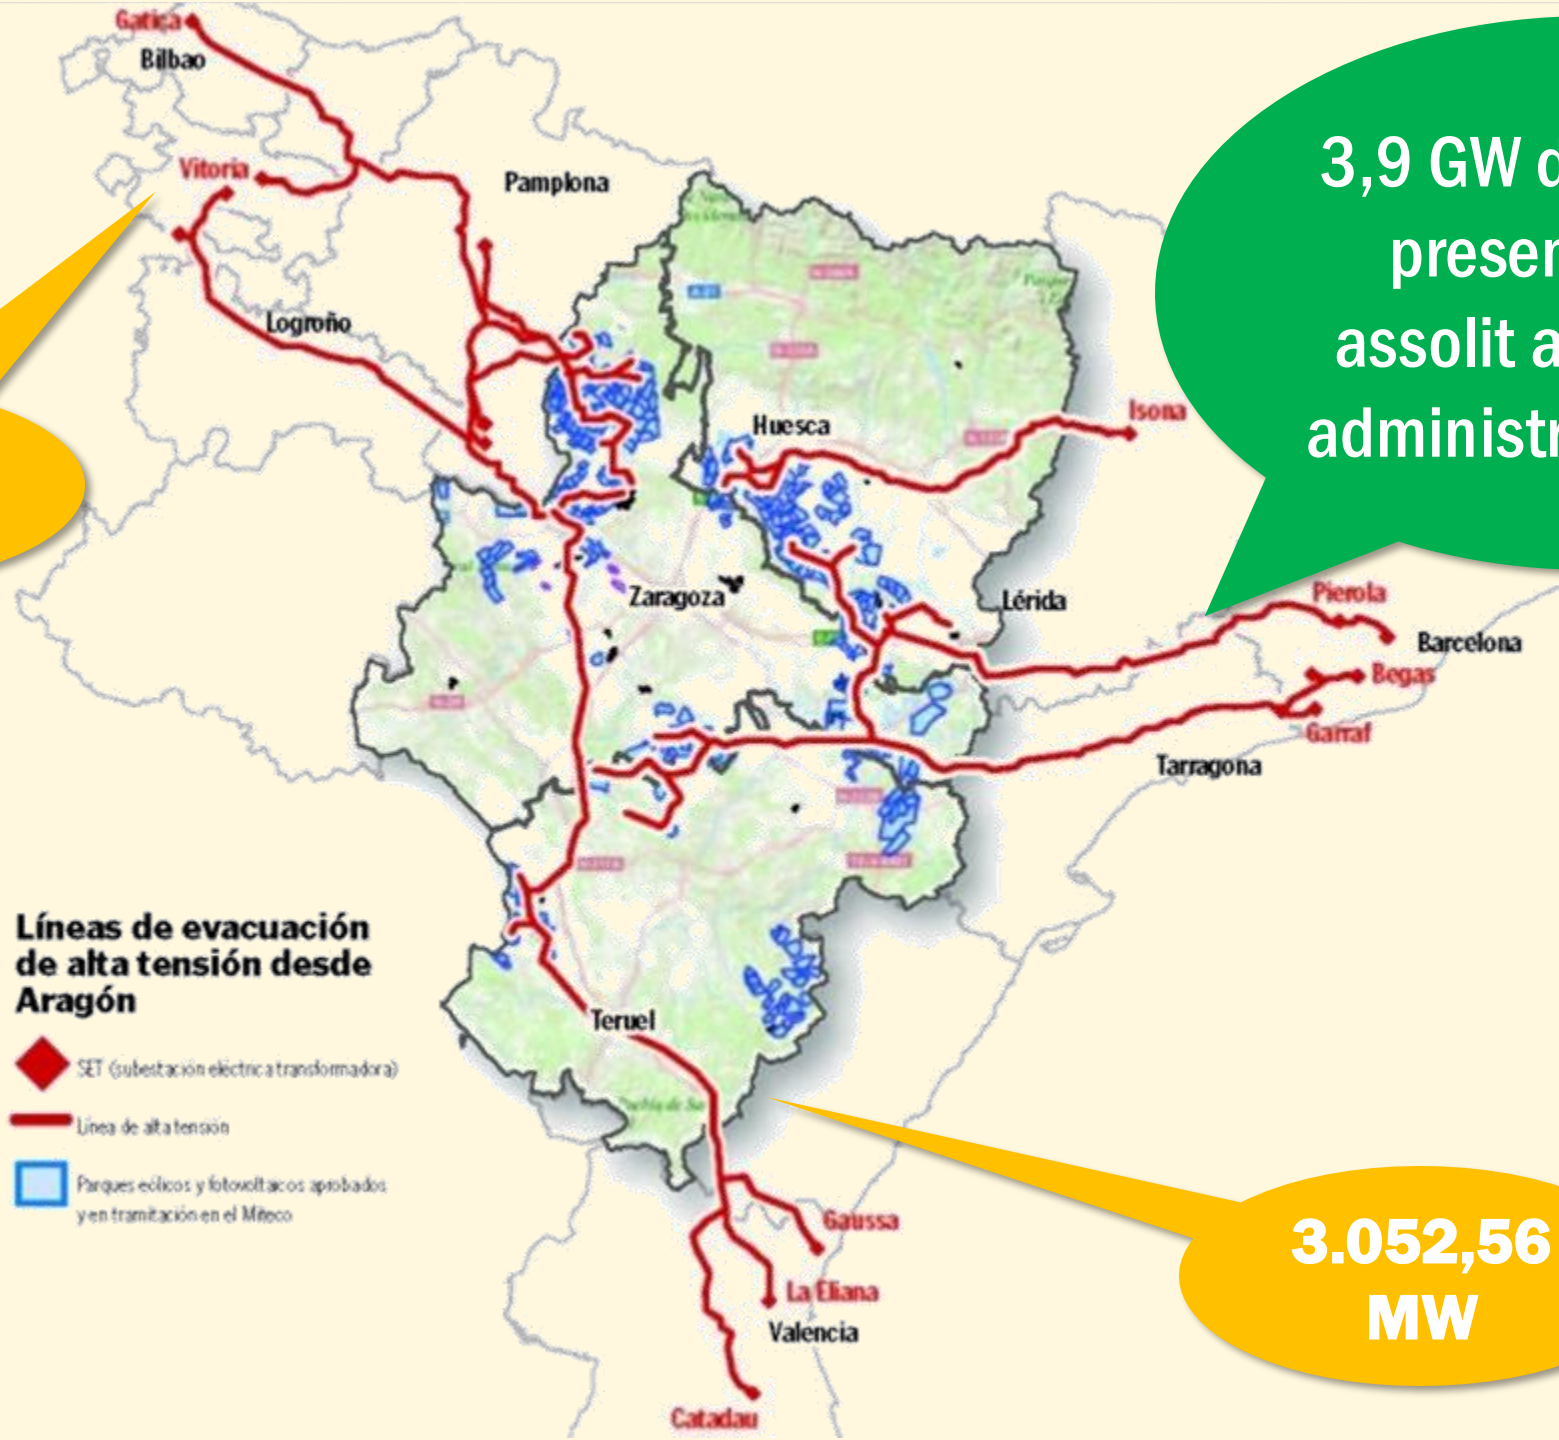 Gatica
Bilbao
Vitoria
Pamplona
Logroño
Huesca
Isona
Zaragoza
Lérida
Pierola
Barcelona
Begas
Garraf
Tarragona
Teruel
Gaussa
La Eliana
Valencia
Catadau
3,9 GW
assolit
3.052,56
MW
Líneas de evacuación
de alta tensión desde
Aragón
SET (subestación eléctrica transformadora)
Línea de alta tensión
Parques eólicos y fotovoltaicos aprobados
y en tramitación en el Miteco